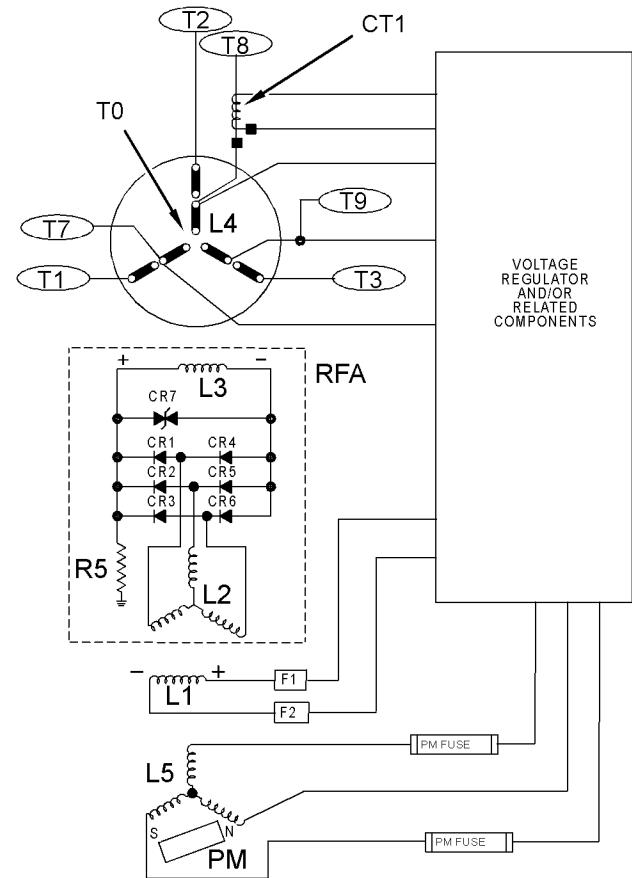 T2
T8
CT1
T0
L4
T9
T7
T1
T3
VOLTAGE
REGULATOR
AND/OR
RELATED
COMPONENTS
+ −
L3
RFA
CR7
CR1 CR4
CR2 CR5
CR3 CR6
R5
L2
− +
L1
F1
F2
PM FUSE
L5
S N
PM
PM FUSE